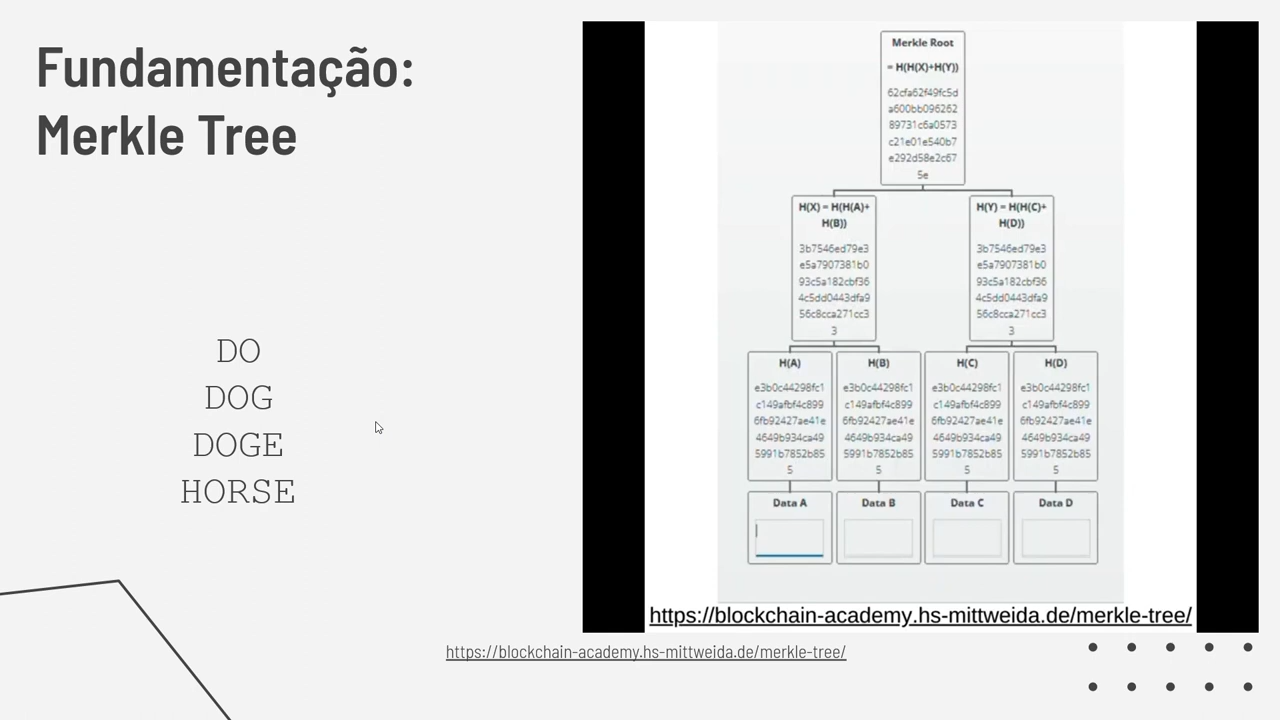 Fundamentação:
Merkle Tree
DO
DOG
DOGE
HORSE
Merkle Root
= H(H(X)+H(Y))
62cfa62f49fc5d
a600bb096262
89731c6a0573
c21e01e540b7
e292d58e2c67
5e
H(X) = H(H(A)+
H(B))
3b7546ed79e3
e5a7907381b0
93c5a182cbf36
4c5dd0443dfa9
56c8cca271cc3
3
H(Y) = H(H(C)+
H(D))
3b7546ed79e3
e5a7907381b0
93c5a182cbf36
4c5dd0443dfa9
56c8cca271cc3
3
H(A)
e3b0c44298fc1
c149afbf4c899
6fb92427ae41e
4649b934ca49
5991b7852b85
5
H(B)
e3b0c44298fc1
c149afbf4c899
6fb92427ae41e
4649b934ca49
5991b7852b85
5
H(C)
e3b0c44298fc1
c149afbf4c899
6fb92427ae41e
4649b934ca49
5991b7852b85
5
H(D)
e3b0c44298fc1
c149afbf4c899
6fb92427ae41e
4649b934ca49
5991b7852b85
5
Data A
Data B
Data C
Data D
https://blockchain-academy.hs-mittweida.de/merkle-tree/
https://blockchain-academy.hs-mittweida.de/merkle-tree/